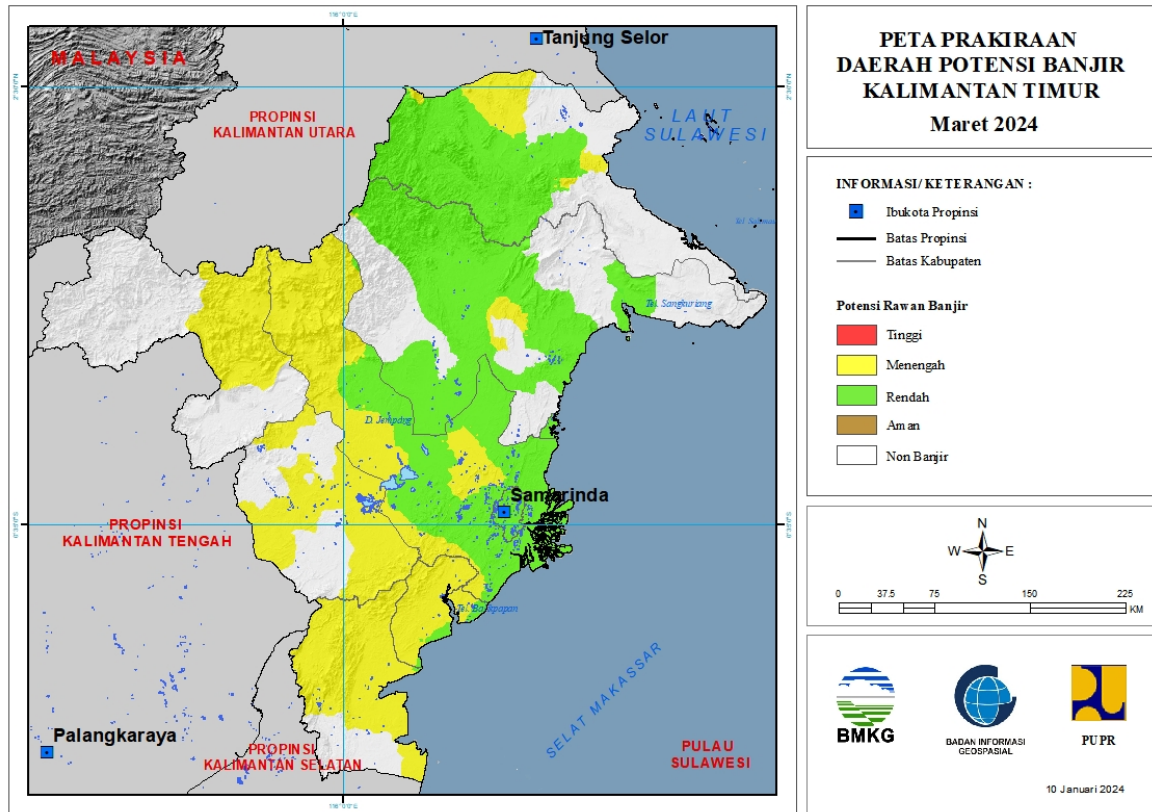 PETA PRAKIRAAN
DAERAH POTENSI BANJIR
KALIMANTAN TIMUR
Maret 2024
INFORMASI/ KETERANGAN :
Ibukota Propinsi
Batas Propinsi
Batas Kabupaten
Potensi Rawan Banjir
Tinggi
Menengah
Rendah
Aman
Non Banjir
N
W E
S
0 37.5 75 150 225
KM
BMKG
BADAN INFORMASI
GEOSPASIAL
PUPR
10 Januari 2024
MALAYSIA
Tanjung Selor
PROPINSI
KALIMANTAN UTARA
LAUT
SULAWESI
Tel. Sangkuriang
D. Jempang
Samarinda
PROPINSI
KALIMANTAN TENGAH
SELAT MAKASSAR
Palangkaraya
PROPINSI
KALIMANTAN SELATAN
PULAU
SULAWESI